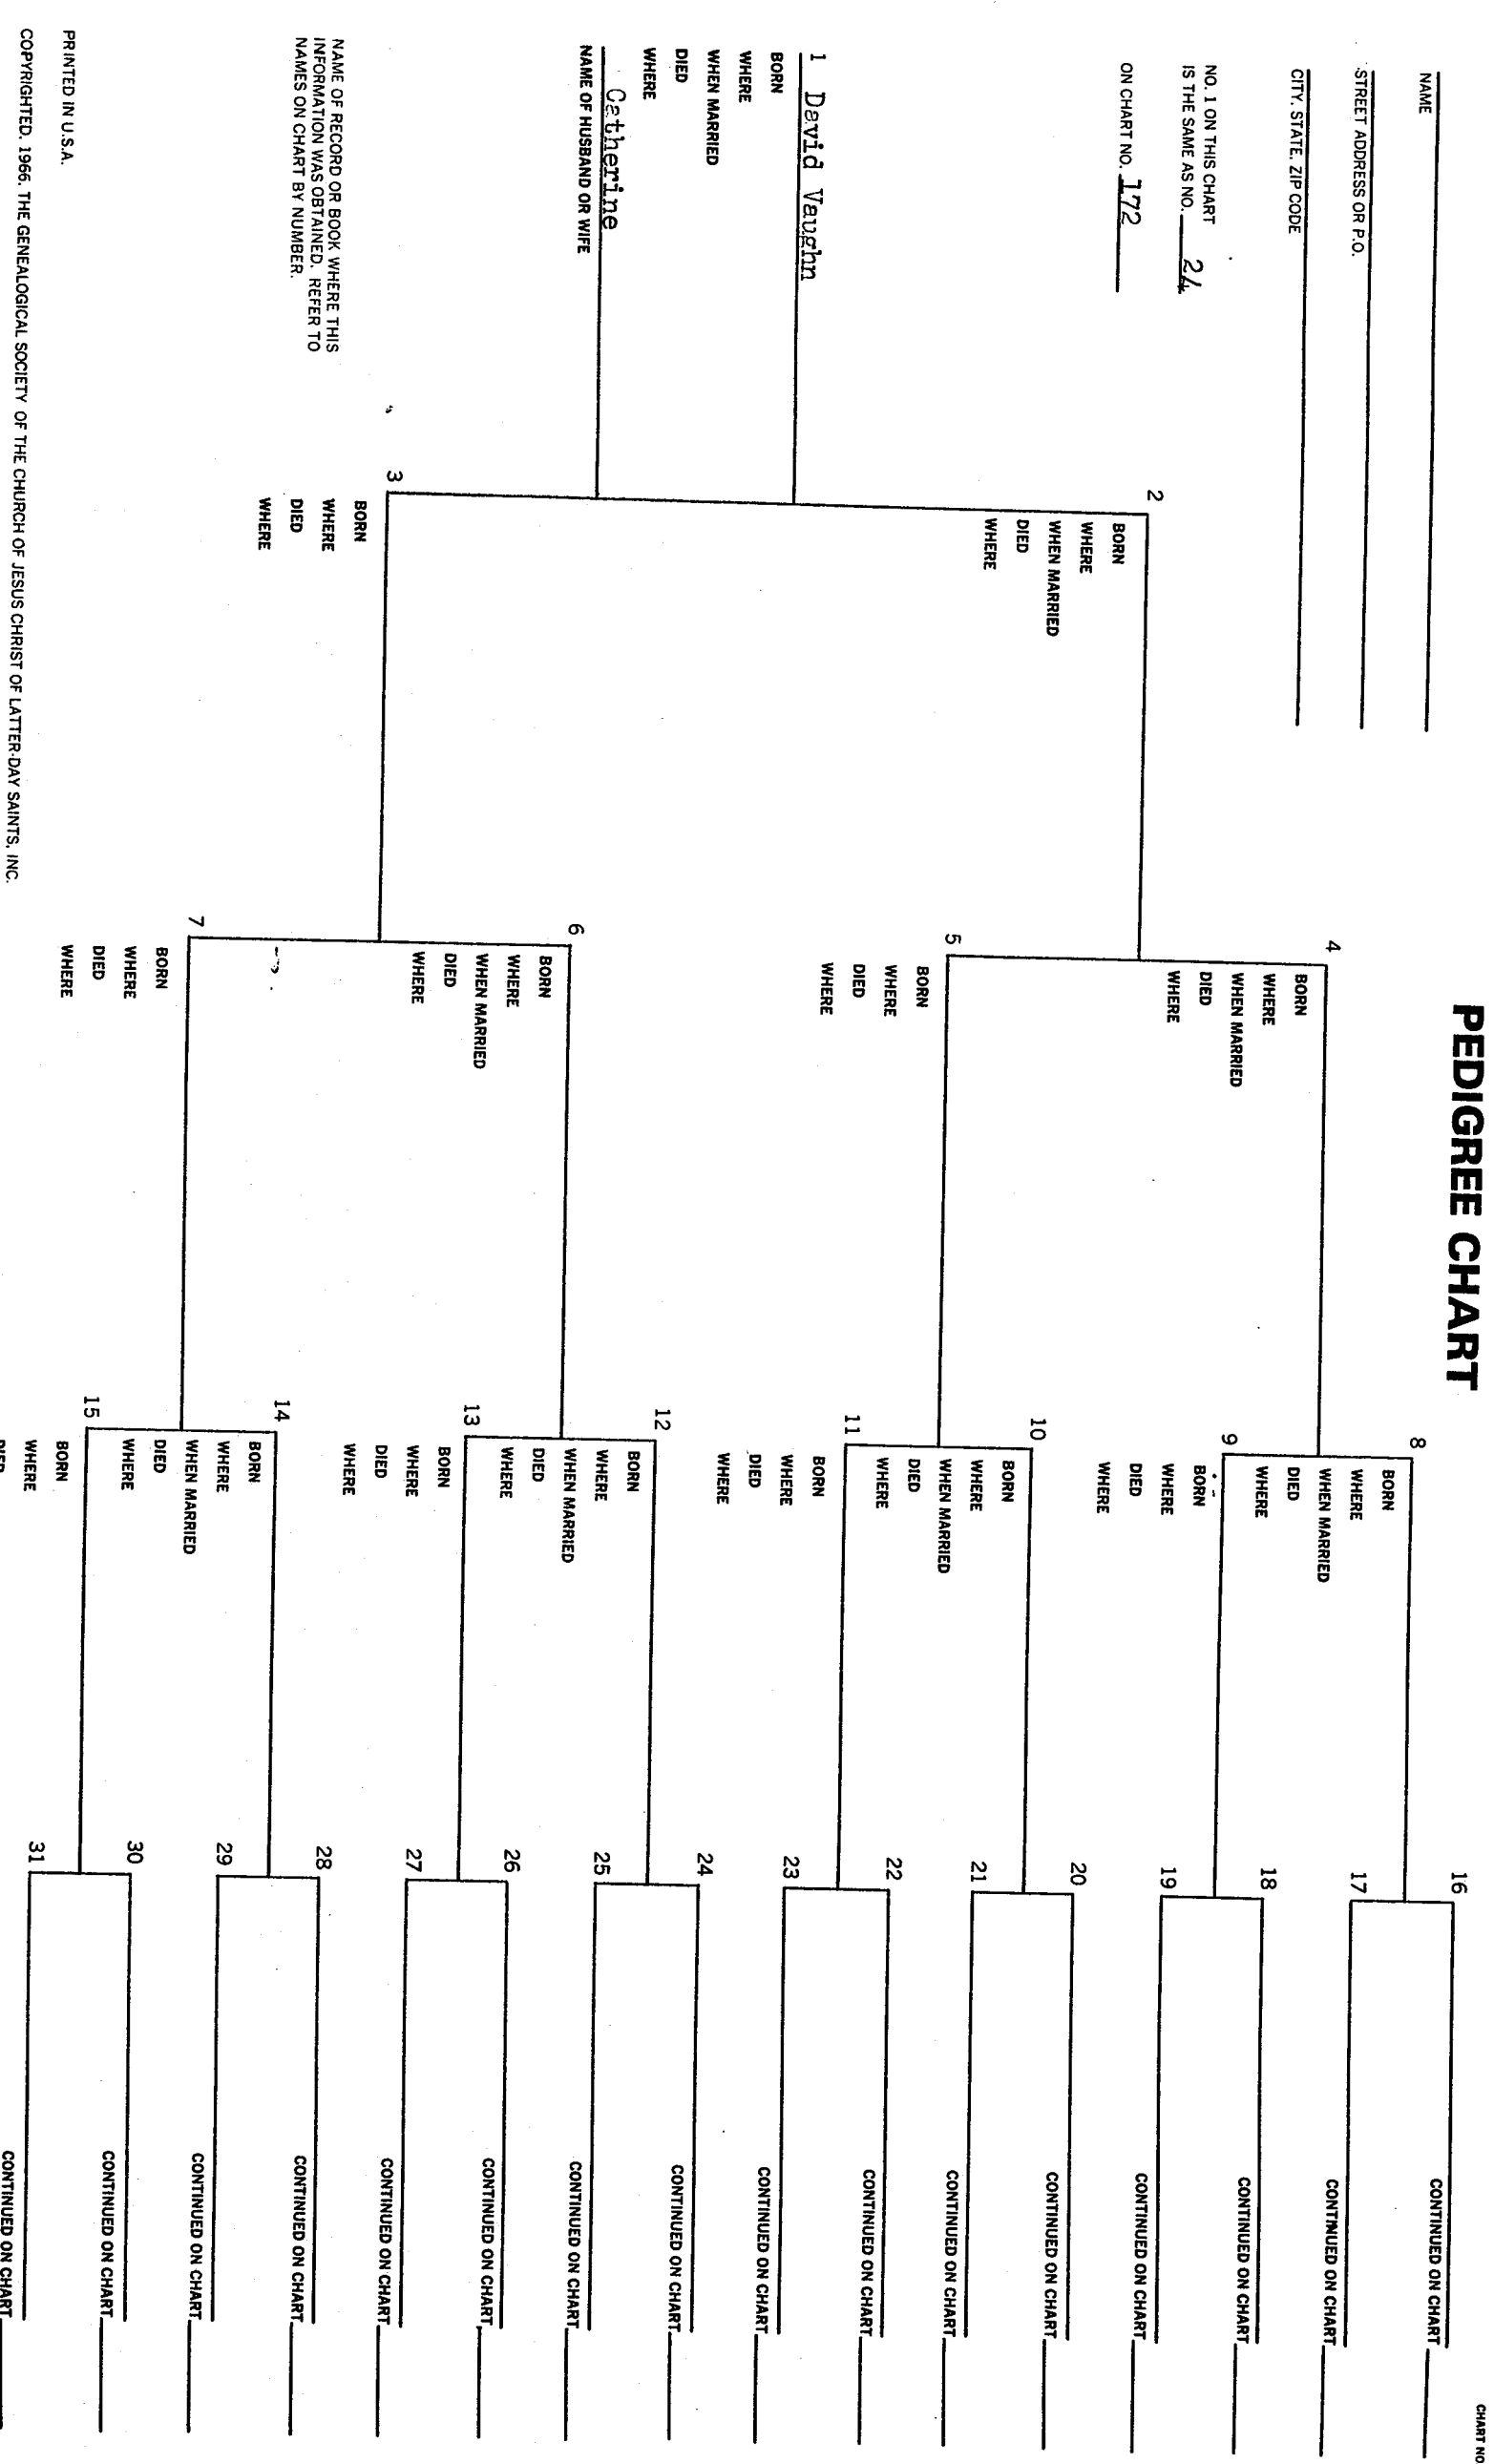 PEDIGREE CHART
CHART NO
NAME
STREET ADDRESS OR P.O.
CITY, STATE, ZIP CODE
NO. 1 ON THIS CHART
IS THE SAME AS NO. 24
ON CHART NO. 172
1 David Vaughn
BORN
WHERE
WHEN MARRIED
DIED
WHERE
Catherine
NAME OF HUSBAND OR WIFE
NAME OF RECORD OR BOOK WHERE THIS
INFORMATION WAS OBTAINED. REFER TO
NAMES ON CHART BY NUMBER.
PRINTED IN U.S.A.
COPYRIGHTED. 1966. THE GENEALOGICAL SOCIETY OF THE CHURCH OF JESUS CHRIST OF LATTER-DAY SAINTS, INC.
2
BORN
WHERE
WHEN MARRIED
DIED
WHERE
3
BORN
WHERE
DIED
WHERE
4
BORN
WHERE
WHEN MARRIED
DIED
WHERE
5
BORN
WHERE
DIED
WHERE
6
BORN
WHERE
WHEN MARRIED
DIED
WHERE
7
BORN
WHERE
DIED
WHERE
8
BORN
WHERE
WHEN MARRIED
DIED
WHERE
9
BORN
WHERE
DIED
WHERE
10
BORN
WHERE
WHEN MARRIED
DIED
WHERE
11
BORN
WHERE
DIED
WHERE
12
BORN
WHERE
WHEN MARRIED
DIED
WHERE
13
BORN
WHERE
DIED
WHERE
14
BORN
WHERE
WHEN MARRIED
DIED
WHERE
15
BORN
WHERE
DIED
16
CONTINUED ON CHART
17
CONTINUED ON CHART
18
CONTINUED ON CHART
19
CONTINUED ON CHART
20
CONTINUED ON CHART
21
CONTINUED ON CHART
22
CONTINUED ON CHART
23
CONTINUED ON CHART
24
CONTINUED ON CHART
25
CONTINUED ON CHART
26
CONTINUED ON CHART
27
CONTINUED ON CHART
28
CONTINUED ON CHART
29
CONTINUED ON CHART
30
CONTINUED ON CHART
31
CONTINUED ON CHART